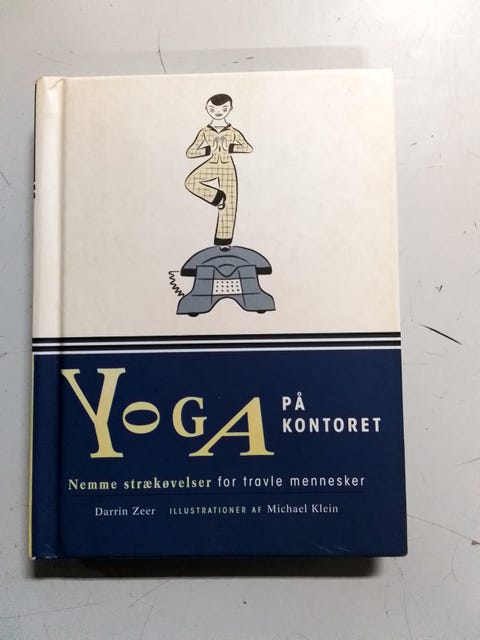 YOGA PÅ KONTORET
Nemme strækøvelser for travle mennesker
Darrin Zeer ILLUSTRATIONER AF Michael Klein